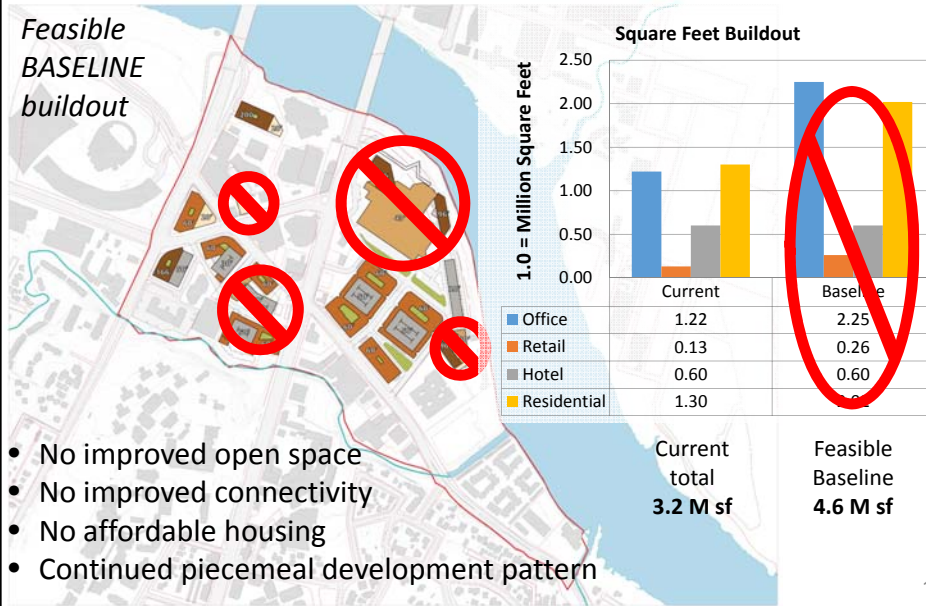 Feasible
BASELINE
buildout
Square Feet Buildout
1.0 = Million Square Feet
2.50
2.00
1.50
1.00
0.50
0.00
Current Baseline
Office 1.22 2.25
Retail 0.13 0.26
Hotel 0.60 0.60
Residential 1.30
• No improved open space
• No improved connectivity
• No affordable housing
• Continued piecemeal development pattern
Current
total
3.2 M sf
Feasible
Baseline
4.6 M sf